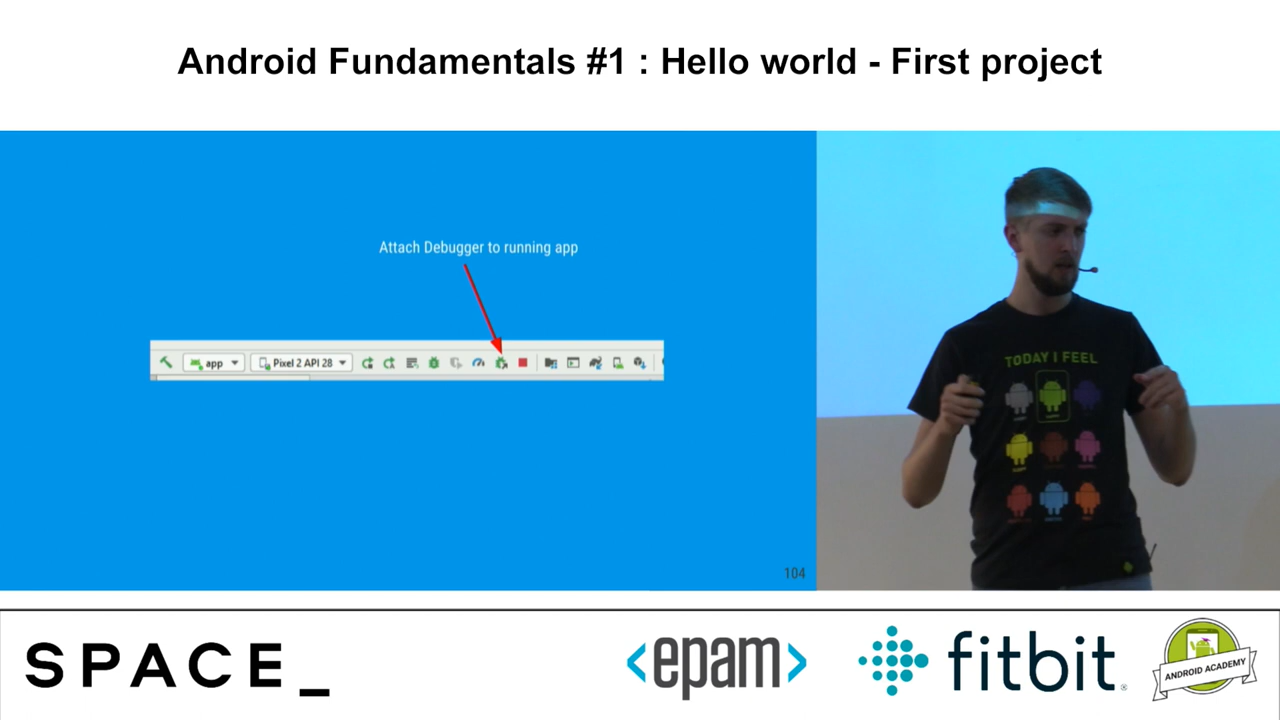 Android Fundamentals #1 : Hello world - First project
Attach Debugger to running app
app
Pixel 2 API 28
104
TODAY I FEEL
SPACE_
<epam>
fitbit
ANDROID ACADEMY